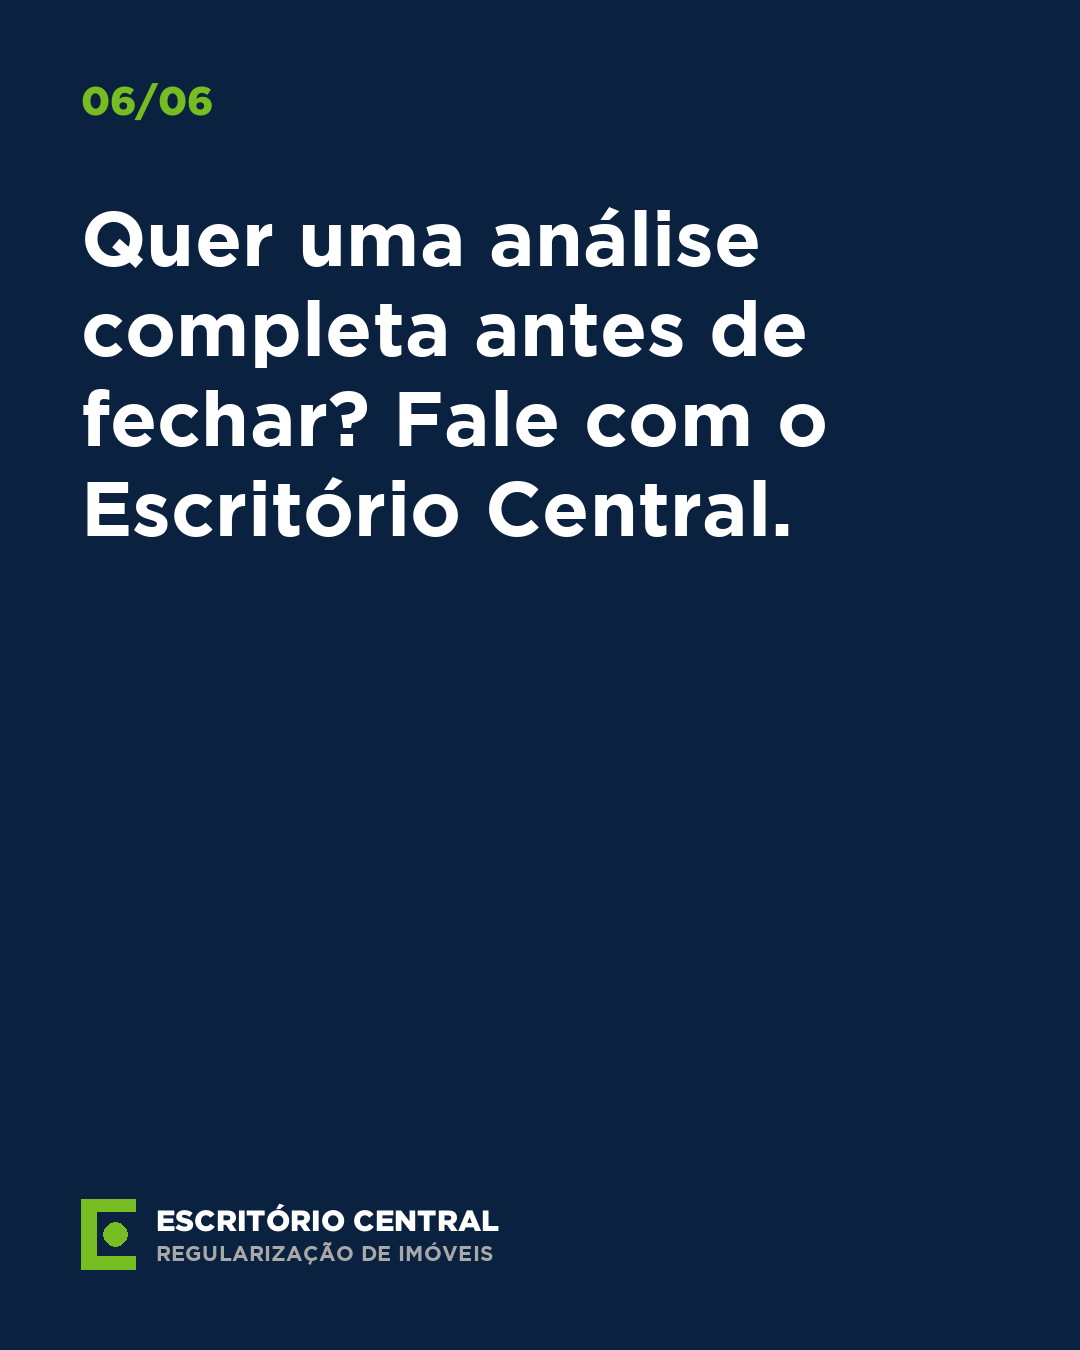 06/06
Quer uma análise
completa antes de
fechar? Fale com o
Escritório Central.
ESCRITÓRIO CENTRAL
REGULARIZAÇÃO DE IMÓVEIS